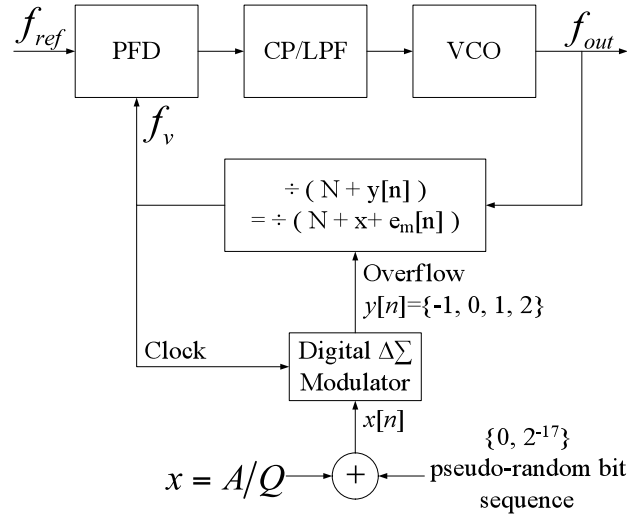 f_ref
PFD
CP/LPF
VCO
f_out
f_v
÷ ( N + y[n] )
= ÷ ( N + x+ e_m[n] )
Overflow
y[n]={-1, 0, 1, 2}
Clock
Digital ΔΣ
Modulator
x[n]
{0, 2^-17}
x = A/Q
+
pseudo-random bit
sequence